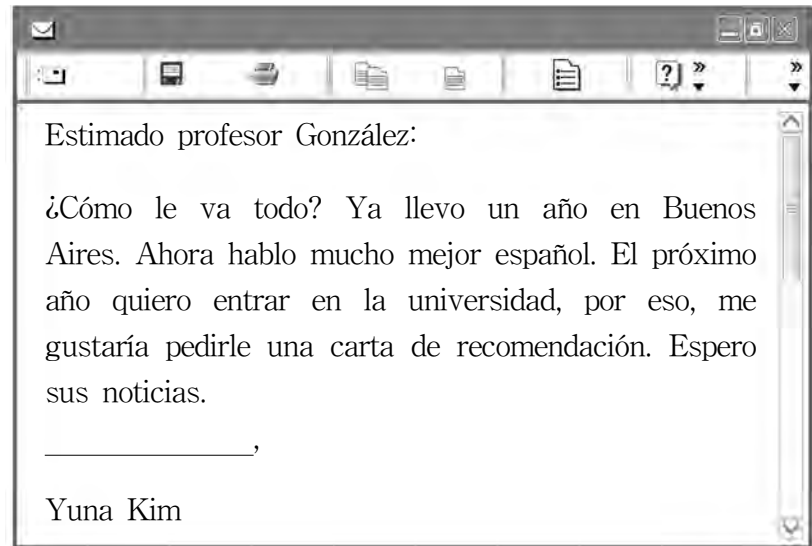 Estimado profesor González:
¿Cómo le va todo? Ya llevo un año en Buenos
Aires. Ahora hablo mucho mejor español. El próximo
año quiero entrar en la universidad, por eso, me
gustaría pedirle una carta de recomendación. Espero
sus noticias.
______________,
Yuna Kim